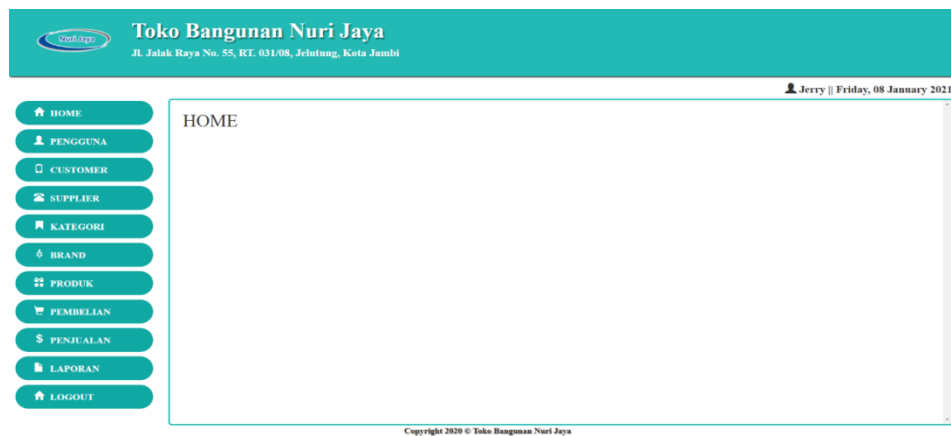 Nuri Jaya
Toko Bangunan Nuri Jaya
Jl. Jalak Raya No. 55, RT. 031/08, Jelutung, Kota Jambi
Jerry || Friday, 08 January 2021
HOME
PENGGUNA
CUSTOMER
SUPPLIER
KATEGORI
BRAND
PRODUK
PEMBELIAN
$ PENJUALAN
LAPORAN
LOGOUT
HOME
Copyright 2020 © Toko Bangunan Nuri Jaya